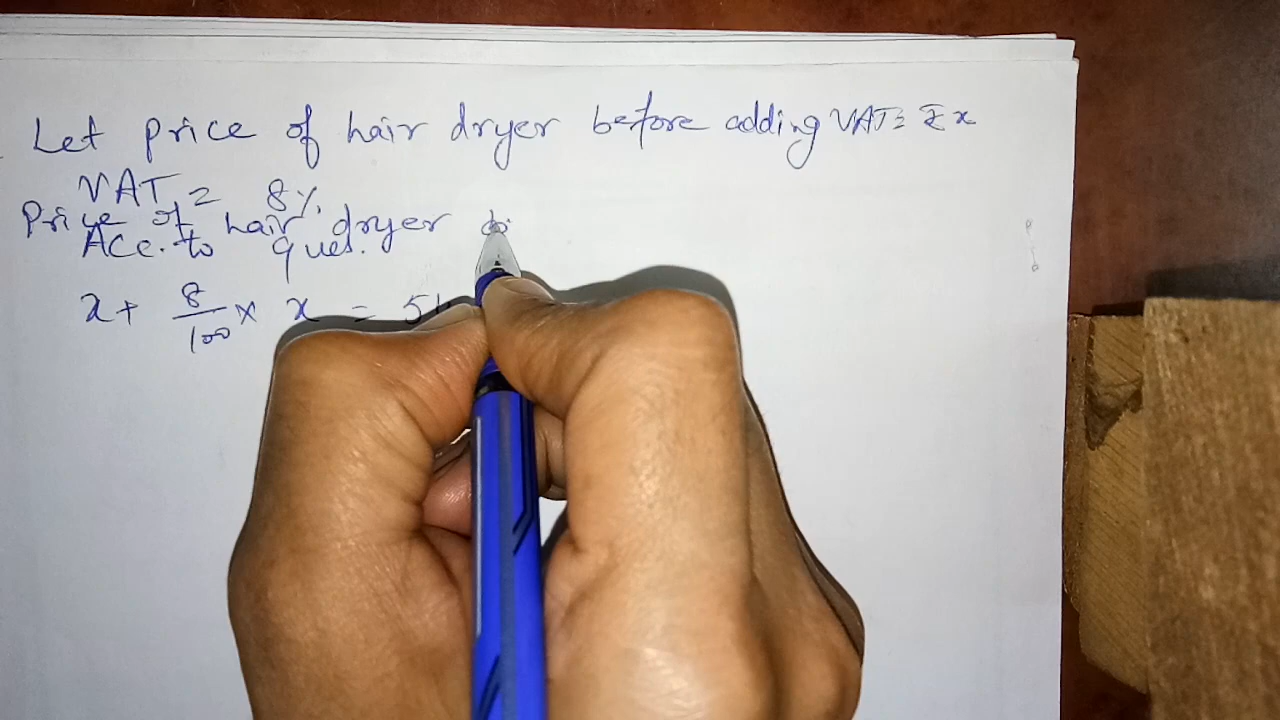 Let price of hair dryer before adding VAT = ₹ x
VAT = 8%
Price of hair dryer
Acc. to ques.
x + 8/100 × x =